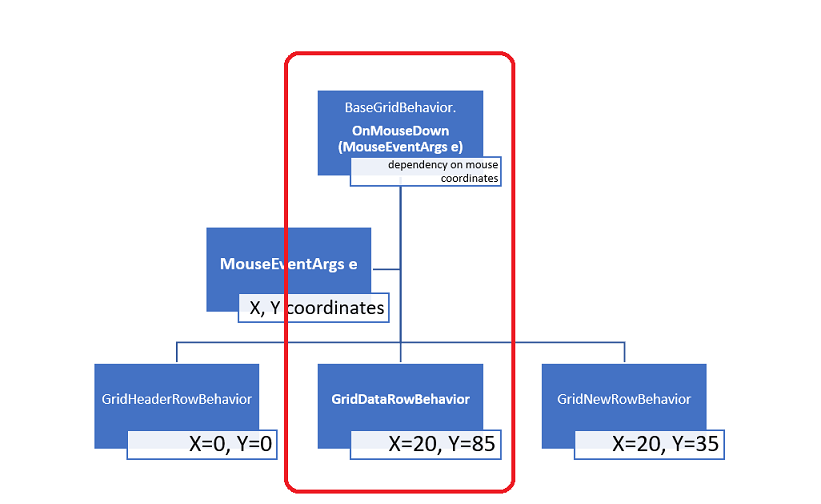 BaseGridBehavior.
OnMouseDown
(MouseEventArgs e)
dependency on mouse
coordinates
MouseEventArgs e
X, Y coordinates
GridHeaderRowBehavior
X=0, Y=0
GridDataRowBehavior
X=20, Y=85
GridNewRowBehavior
X=20, Y=35